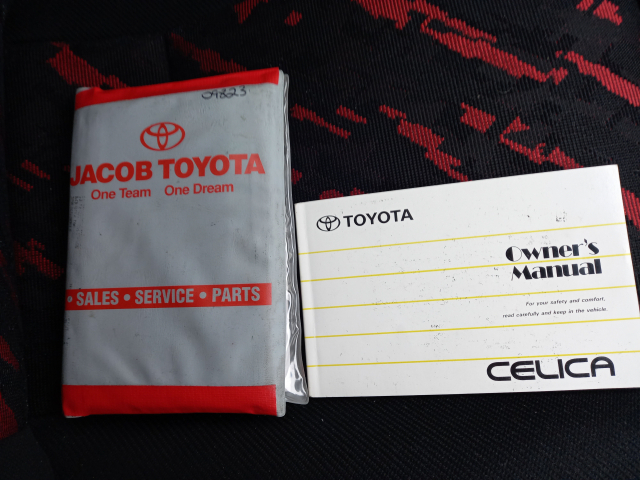 09823
JACOB TOYOTA
One Team One Dream
• SALES • SERVICE • PARTS
TOYOTA
Owner's
Manual
For your safety and comfort,
read carefully and keep in the vehicle.
CELICA